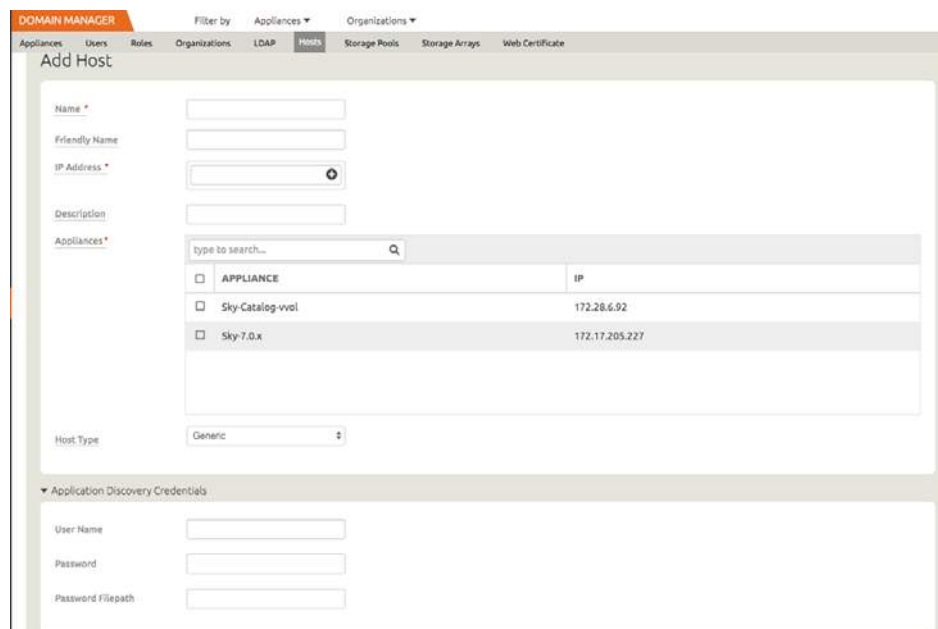 DOMAIN MANAGER Filter by Appliances ▾ Organizations ▾
Appliances Users Roles Organizations LDAP Hosts Storage Pools Storage Arrays Web Certificate
Add Host
Name *
Friendly Name
IP Address *
Description
Appliances*
type to search...
APPLIANCE IP
Sky-Catalog-vvol 172.28.6.92
Sky-7.0.x 172.17.205.227
Host Type Generic
▾ Application Discovery Credentials
User Name
Password
Password Filepath